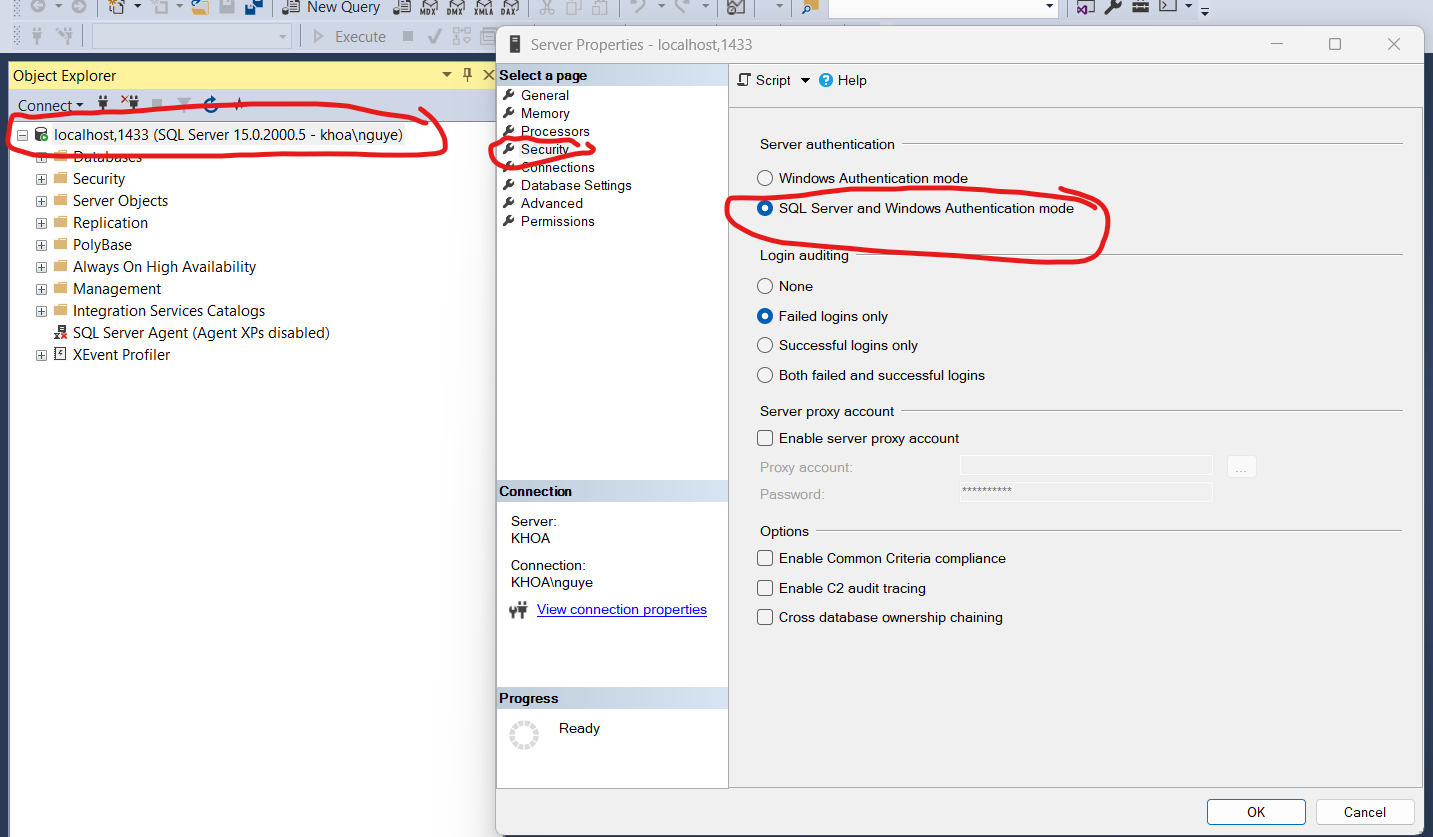 New Query
MDX
DMX
XMLA
DAX
Execute
Object Explorer
Connect
localhost,1433 (SQL Server 15.0.2000.5 - khoa\nguye)
Databases
Security
Server Objects
Replication
PolyBase
Always On High Availability
Management
Integration Services Catalogs
SQL Server Agent (Agent XPs disabled)
XEvent Profiler
Server Properties - localhost,1433
Select a page
General
Memory
Processors
Security
Connections
Database Settings
Advanced
Permissions
Connection
Server:
KHOA
Connection:
KHOA\nguye
View connection properties
Progress
Ready
Script
Help
Server authentication
Windows Authentication mode
SQL Server and Windows Authentication mode
Login auditing
None
Failed logins only
Successful logins only
Both failed and successful logins
Server proxy account
Enable server proxy account
Proxy account:
...
Password:
**********
Options
Enable Common Criteria compliance
Enable C2 audit tracing
Cross database ownership chaining
OK
Cancel